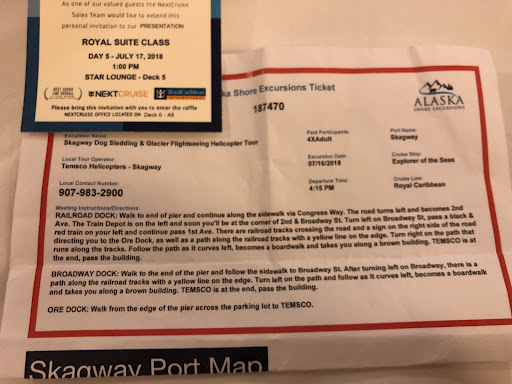 As one of our valued guests the NextCruise
Sales Team would like to extend this
personal invitation to our PRESENTATION
ROYAL SUITE CLASS
DAY 5 - JULY 17, 2018
1:00 PM
STAR LOUNGE - Deck 5
NEXTCRUISE
RoyalCaribbean
INTERNATIONAL
Please bring this invitation with you to enter the raffle
NEXTCRUISE OFFICE LOCATED ON Deck 6 - Aft
ka Shore Excursions Ticket
187470
ALASKA
SHORE EXCURSIONS
Excursion Name:
Skagway Dog Sledding & Glacier Flightseeing Helicopter Tour
Paid Participants:
4XAdult
Port Name:
Skagway
Local Tour Operator:
Temsco Helicopters - Skagway
Excursion Date:
07/16/2018
Cruise Ship:
Explorer of the Seas
Local Contact Number:
907-983-2900
Departure Time:
4:15 PM
Cruise Line:
Royal Caribbean
Meeting Instructions/Directions:
RAILROAD DOCK: Walk to end of pier and continue along the sidewalk via Congress Way. The road turns left and becomes 2nd
Ave. The Train Depot is on the left and soon you'll be at the corner of 2nd & Broadway St. Turn left on Broadway St, pass a black &
red train on your left and continue past 1st Ave. There are railroad tracks crossing the road and a sign on the right side of the road
directing you to the Ore Dock, as well as a path along the railroad tracks with a yellow line on the edge. Turn right on the path that
runs along the tracks. Follow the path as it curves left, becomes a boardwalk and takes you along a brown building. TEMSCO is at
the end, pass the building.
BROADWAY DOCK: Walk to the end of the pier and follow the sidewalk to Broadway St. After turning left on Broadway, there is a
path along the railroad tracks with a yellow line on the edge. Turn left on the path and follow as it curves left, becomes a boardwalk
and takes you along a brown building. TEMSCO is at the end, pass the building.
ORE DOCK: Walk from the edge of the pier across the parking lot to TEMSCO.
Skagway Port Map